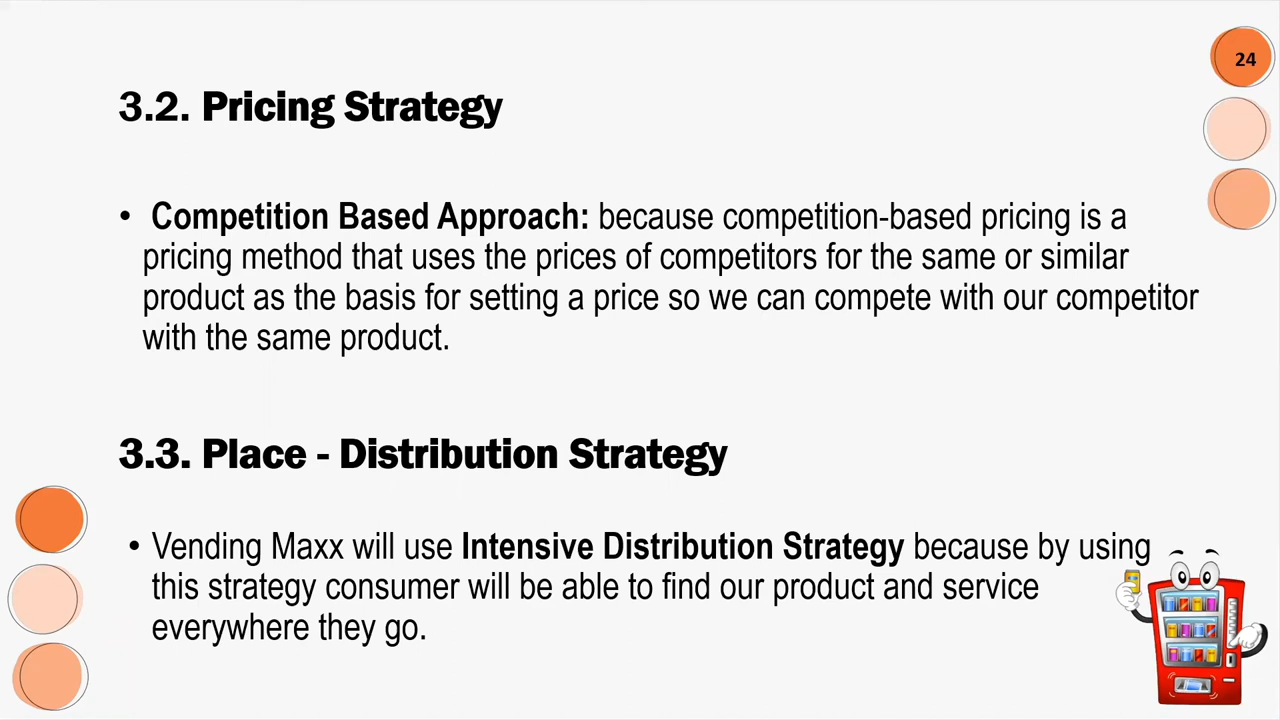 24
3.2. Pricing Strategy
• Competition Based Approach: because competition-based pricing is a
pricing method that uses the prices of competitors for the same or similar
product as the basis for setting a price so we can compete with our competitor
with the same product.
3.3. Place - Distribution Strategy
• Vending Maxx will use Intensive Distribution Strategy because by using
this strategy consumer will be able to find our product and service
everywhere they go.